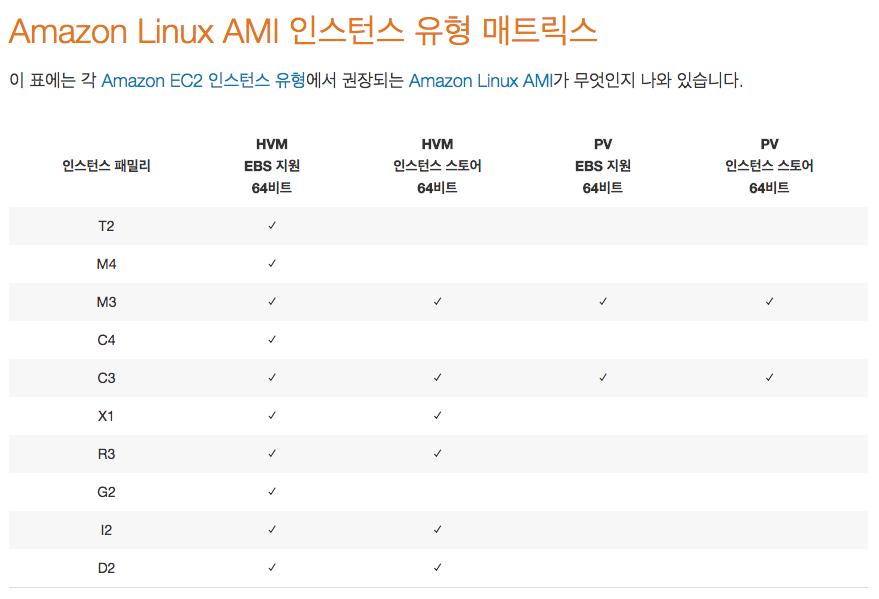 Amazon Linux AMI 인스턴스 유형 매트릭스
이 표에는 각 Amazon EC2 인스턴스 유형에서 권장되는 Amazon Linux AMI가 무엇인지 나와 있습니다.
인스턴스 패밀리 HVM EBS 지원 64비트 HVM 인스턴스 스토어 64비트 PV EBS 지원 64비트 PV 인스턴스 스토어 64비트
T2 ✓
M4 ✓
M3 ✓ ✓ ✓ ✓
C4 ✓
C3 ✓ ✓ ✓ ✓
X1 ✓ ✓
R3 ✓ ✓
G2 ✓
I2 ✓ ✓
D2 ✓ ✓